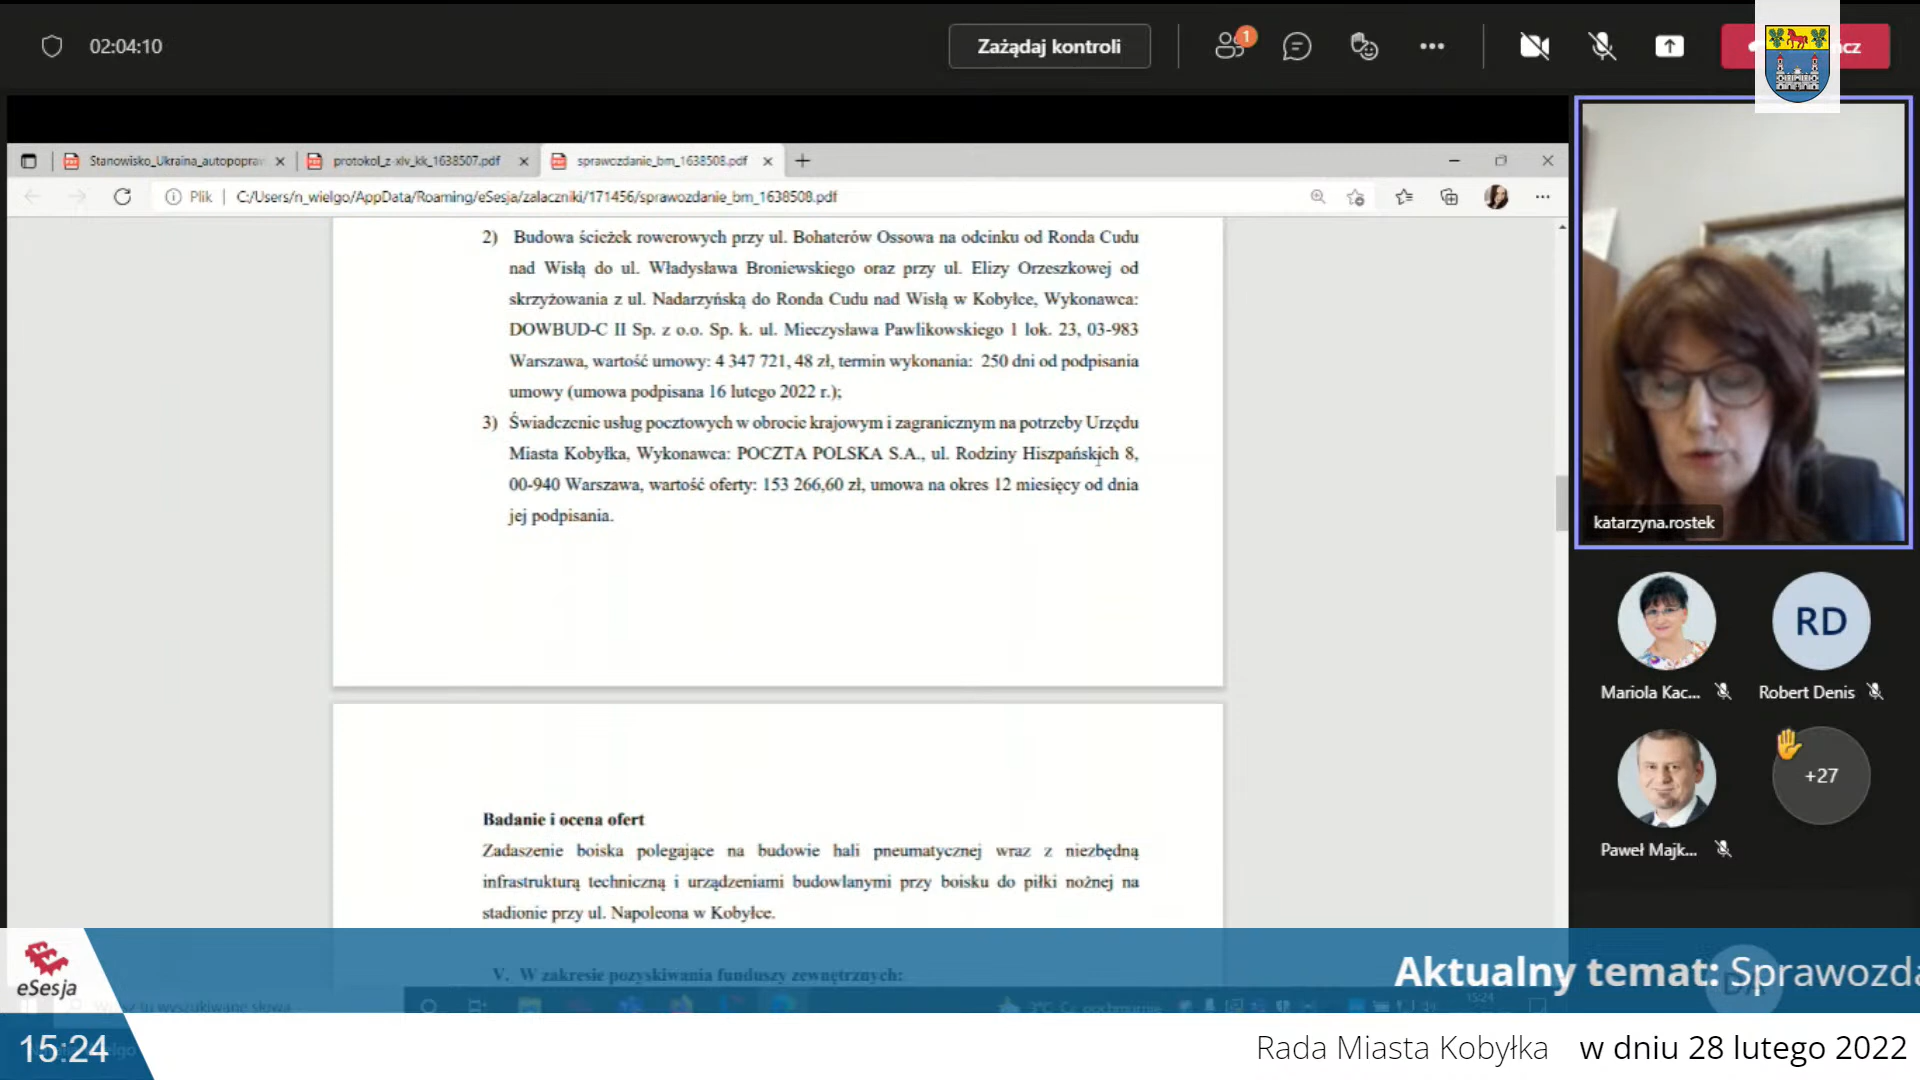 02:04:10
Zażądaj kontroli
1
Stanowisko_Ukraina_autopopraw
protokol_z-xiv_kk_1638507.pdf
sprawozdanie_bm_1638508.pdf
Plik
C:/Users/n_wielgo/AppData/Roaming/eSesja/zalaczniki/171456/sprawozdanie_bm_1638508.pdf
2) Budowa ścieżek rowerowych przy ul. Bohaterów Ossowa na odcinku od Ronda Cudu
nad Wisłą do ul. Władysława Broniewskiego oraz przy ul. Elizy Orzeszkowej od
skrzyżowania z ul. Nadarzyńską do Ronda Cudu nad Wisłą w Kobyłce, Wykonawca:
DOWBUD-C II Sp. z o.o. Sp. k. ul. Mieczysława Pawlikowskiego 1 lok. 23, 03-983
Warszawa, wartość umowy: 4 347 721, 48 zł, termin wykonania: 250 dni od podpisania
umowy (umowa podpisana 16 lutego 2022 r.);
3) Świadczenie usług pocztowych w obrocie krajowym i zagranicznym na potrzeby Urzędu
Miasta Kobyłka, Wykonawca: POCZTA POLSKA S.A., ul. Rodziny Hiszpańskich 8,
00-940 Warszawa, wartość oferty: 153 266,60 zł, umowa na okres 12 miesięcy od dnia
jej podpisania.
Badanie i ocena ofert
Zadaszenie boiska polegające na budowie hali pneumatycznej wraz z niezbędną
infrastrukturą techniczną i urządzeniami budowlanymi przy boisku do piłki nożnej na
stadionie przy ul. Napoleona w Kobyłce.
V. W zakresie pozyskiwania funduszy zewnętrznych:
katarzyna.rostek
RD
Mariola Kac...
Robert Denis
+27
Paweł Majk...
eSesja
Aktualny temat: Sprawozda
15:24
Rada Miasta Kobyłka w dniu 28 lutego 2022